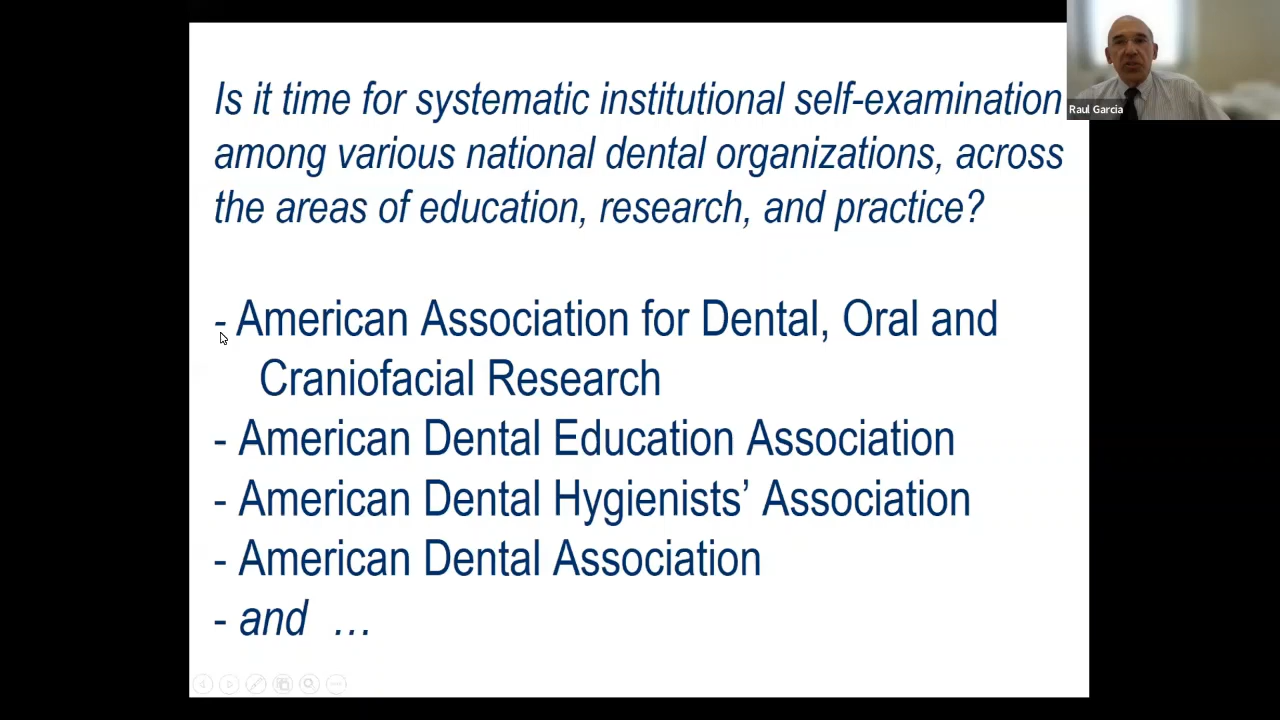 Is it time for systematic institutional self-examination
among various national dental organizations, across
the areas of education, research, and practice?
- American Association for Dental, Oral and
Craniofacial Research
- American Dental Education Association
- American Dental Hygienists’ Association
- American Dental Association
- and …
Raul Garcia